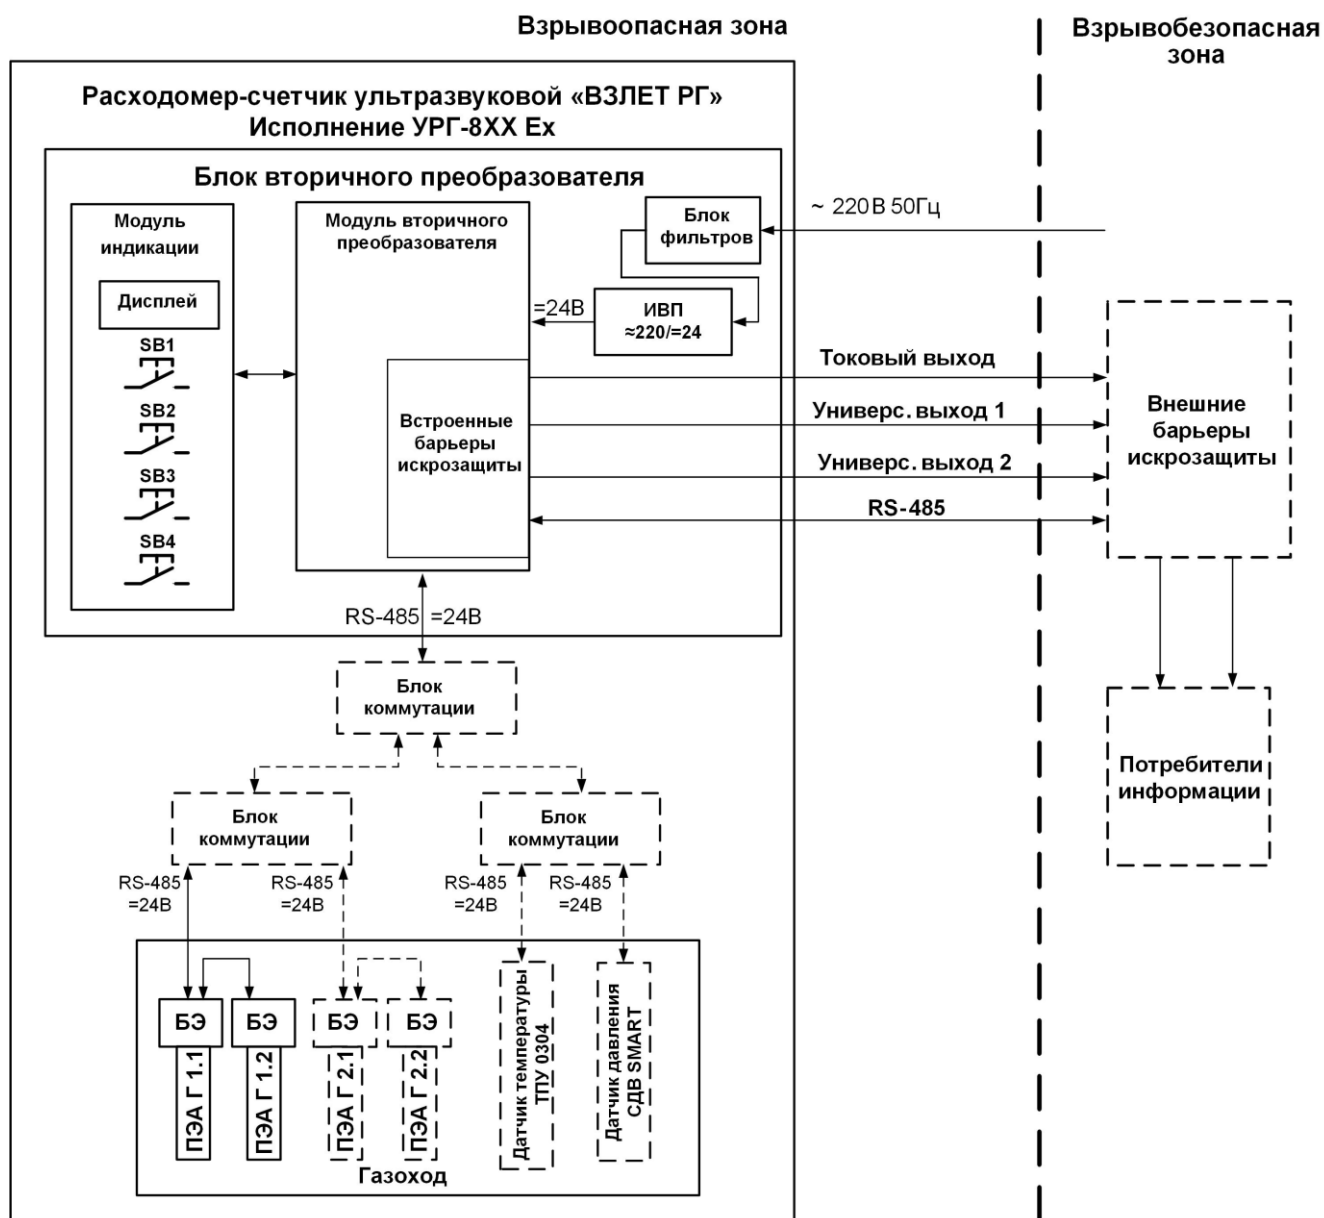 Взрывоопасная зона
Взрывобезопасная
зона
Расходомер-счетчик ультразвуковой «ВЗЛЕТ РГ»
Исполнение УРГ-8ХХ Ех
Блок вторичного преобразователя
Модуль
индикации
Дисплей
SB1
SB2
SB3
SB4
Модуль вторичного
преобразователя
Встроенные
барьеры
искрозащиты
Блок
фильтров
~ 220В 50Гц
=24В
ИВП
≈220/=24
Токовый выход
Универс. выход 1
Универс. выход 2
RS-485
Внешние
барьеры
искрозащиты
RS-485 =24В
Блок
коммутации
Потребители
информации
Блок
коммутации
Блок
коммутации
RS-485
=24В
RS-485
=24В
RS-485
=24В
RS-485
=24В
БЭ
БЭ
БЭ
БЭ
ПЭА Г 1.1
ПЭА Г 1.2
ПЭА Г 2.1
ПЭА Г 2.2
Датчик температуры
ТПУ 0304
Датчик давления
СДВ SMART
Газоход